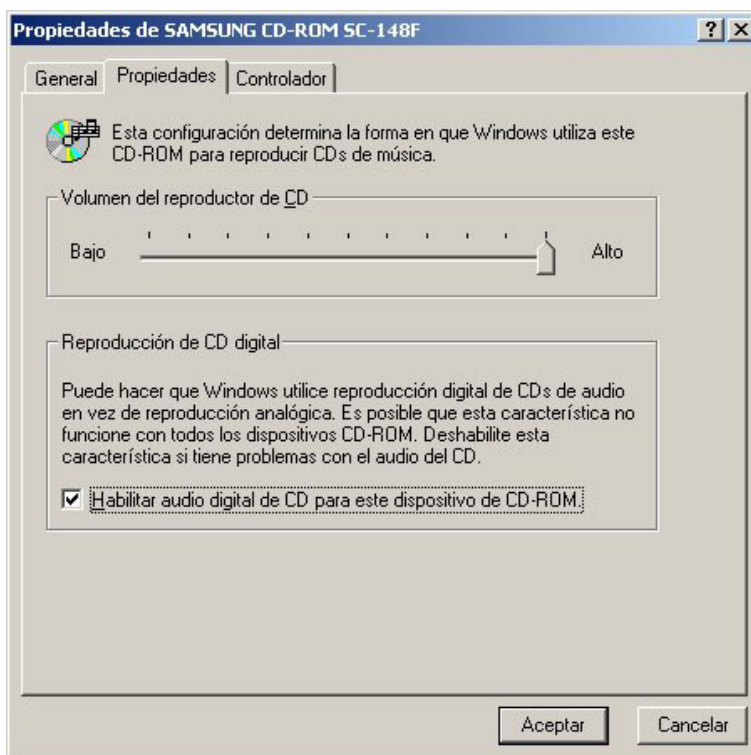 Propiedades de SAMSUNG CD-ROM SC-148F
General Propiedades Controlador
Esta configuración determina la forma en que Windows utiliza este
CD-ROM para reproducir CDs de música.
Volumen del reproductor de CD
Bajo Alto
Reproducción de CD digital
Puede hacer que Windows utilice reproducción digital de CDs de audio
en vez de reproducción analógica. Es posible que esta característica no
funcione con todos los dispositivos CD-ROM. Deshabilite esta
característica si tiene problemas con el audio del CD.
Habilitar audio digital de CD para este dispositivo de CD-ROM.
Aceptar Cancelar